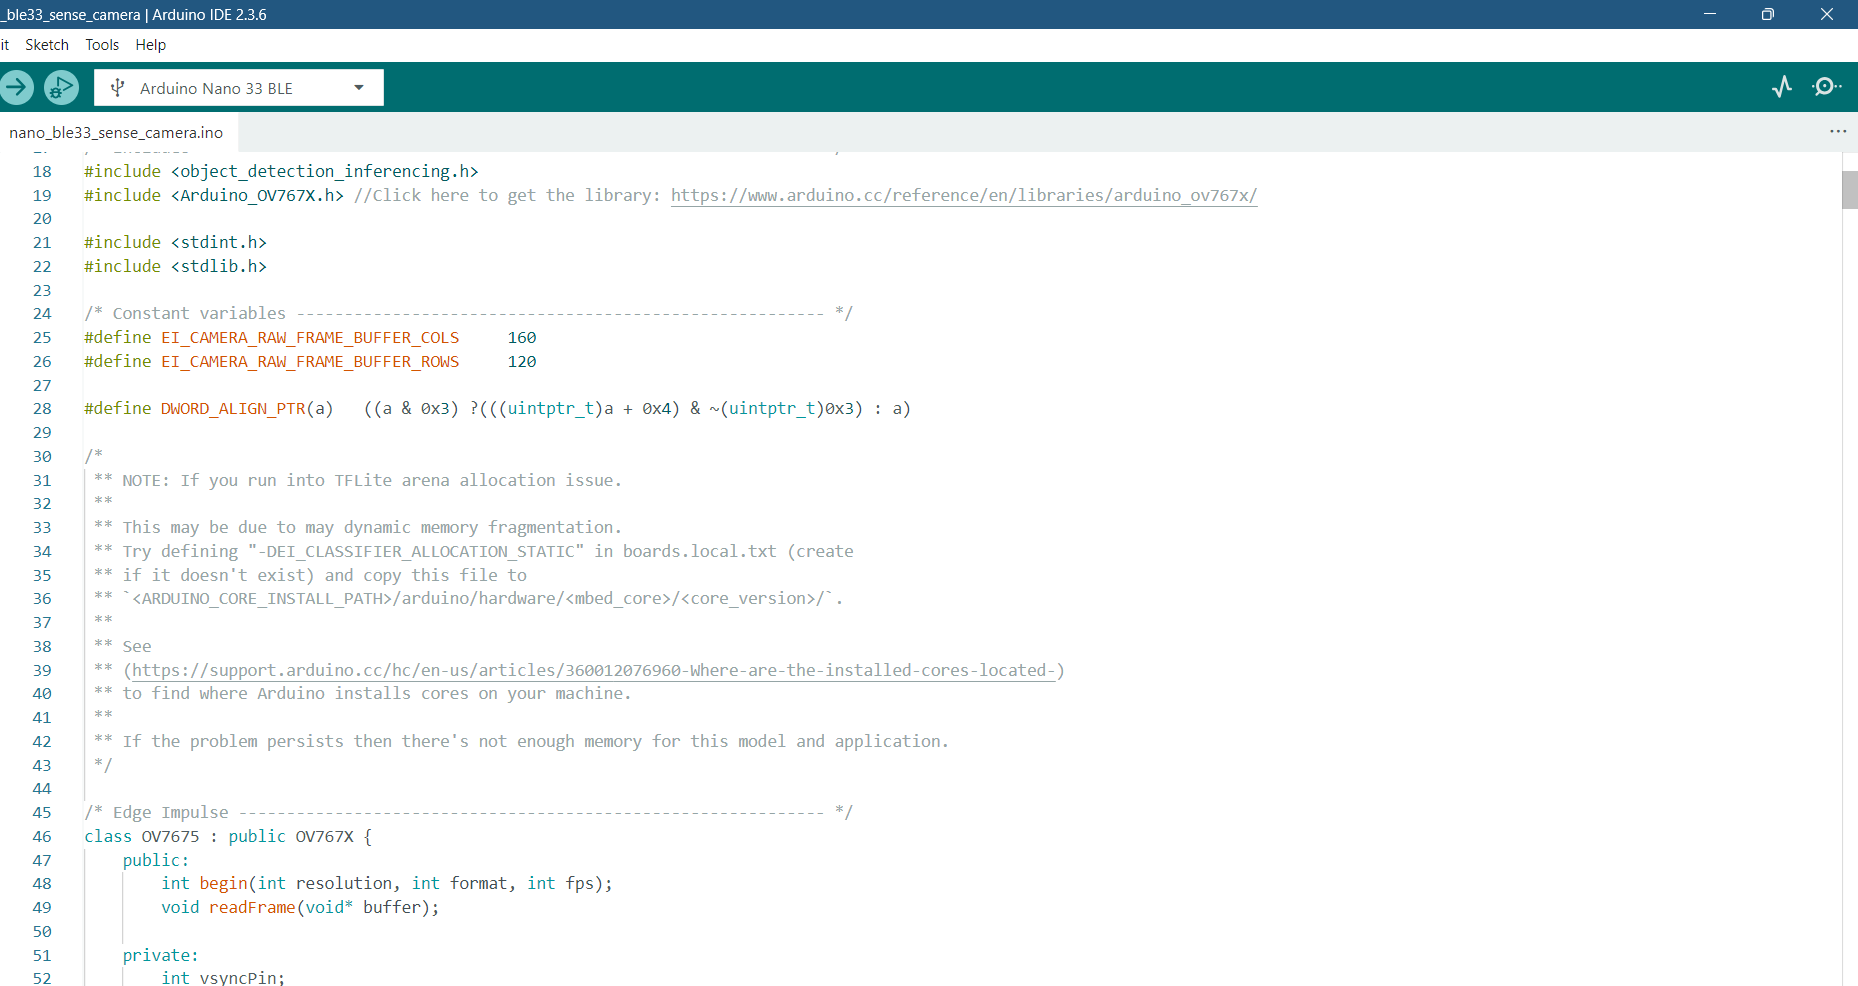 _ble33_sense_camera | Arduino IDE 2.3.6
it Sketch Tools Help
Arduino Nano 33 BLE
nano_ble33_sense_camera.ino
18 #include <object_detection_inferencing.h>
19 #include <Arduino_OV767X.h> //Click here to get the library: https://www.arduino.cc/reference/en/libraries/arduino_ov767x/
20
21 #include <stdint.h>
22 #include <stdlib.h>
23
24 /* Constant variables ------------------------------------------------------- */
25 #define EI_CAMERA_RAW_FRAME_BUFFER_COLS     160
26 #define EI_CAMERA_RAW_FRAME_BUFFER_ROWS     120
27
28 #define DWORD_ALIGN_PTR(a)   ((a & 0x3) ?(((uintptr_t)a + 0x4) & ~(uintptr_t)0x3) : a)
29
30 /*
31  ** NOTE: If you run into TFLite arena allocation issue.
32  **
33  ** This may be due to may dynamic memory fragmentation.
34  ** Try defining "-DEI_CLASSIFIER_ALLOCATION_STATIC" in boards.local.txt (create
35  ** if it doesn't exist) and copy this file to
36  ** `<ARDUINO_CORE_INSTALL_PATH>/arduino/hardware/<mbed_core>/<core_version>/`.
37  **
38  ** See
39  ** (https://support.arduino.cc/hc/en-us/articles/360012076960-Where-are-the-installed-cores-located-)
40  ** to find where Arduino installs cores on your machine.
41  **
42  ** If the problem persists then there's not enough memory for this model and application.
43  */
44
45 /* Edge Impulse ------------------------------------------------------------- */
46 class OV7675 : public OV767X {
47     public:
48         int begin(int resolution, int format, int fps);
49         void readFrame(void* buffer);
50
51     private:
52         int vsyncPin;